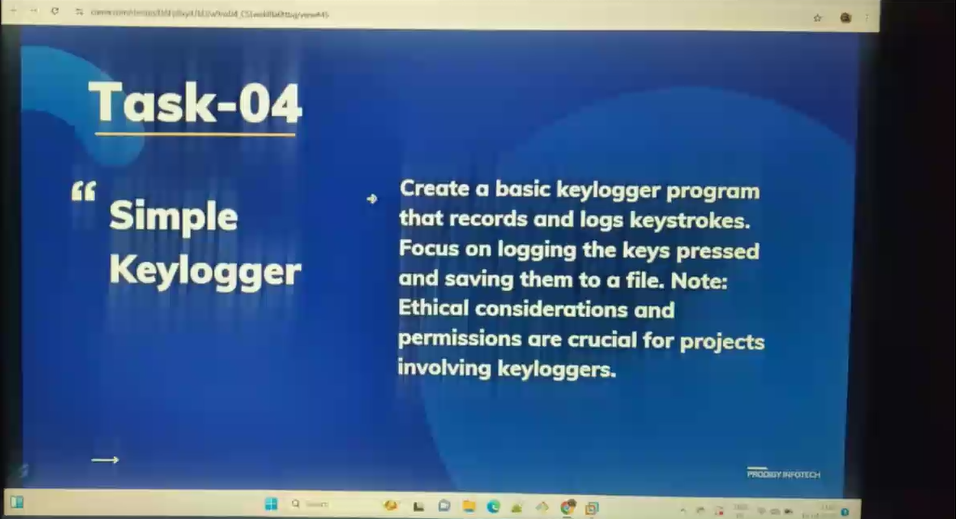 Task-04
“ Simple
Keylogger
Create a basic keylogger program
that records and logs keystrokes.
Focus on logging the keys pressed
and saving them to a file. Note:
Ethical considerations and
permissions are crucial for projects
involving keyloggers.
PRODIGY INFOTECH
Search